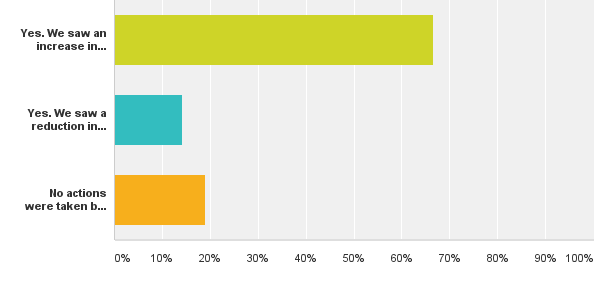 Yes. We saw an
increase in...
Yes. We saw a
reduction in...
No actions
were taken b...
0% 10% 20% 30% 40% 50% 60% 70% 80% 90% 100%